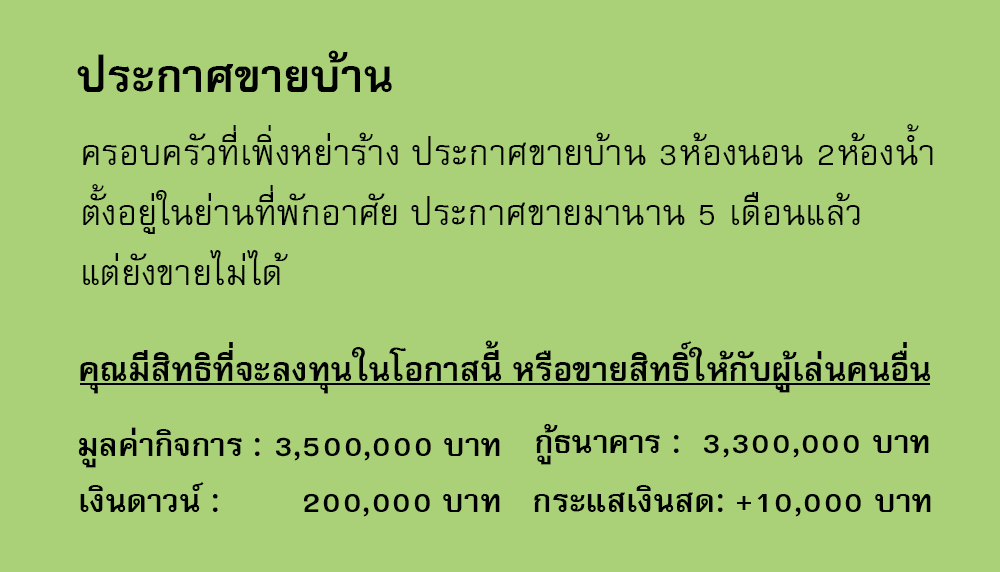 ประกาศขายบ้าน
ครอบครัวที่เพิ่งหย่าร้าง ประกาศขายบ้าน 3ห้องนอน 2ห้องน้ำ
ตั้งอยู่ในย่านที่พักอาศัย ประกาศขายมานาน 5 เดือนแล้ว
แต่ยังขายไม่ได้
คุณมีสิทธิที่จะลงทุนในโอกาสนี้ หรือขายสิทธิ์ให้กับผู้เล่นคนอื่น
มูลค่ากิจการ : 3,500,000 บาท กู้ธนาคาร : 3,300,000 บาท
เงินดาวน์ : 200,000 บาท กระแสเงินสด: +10,000 บาท